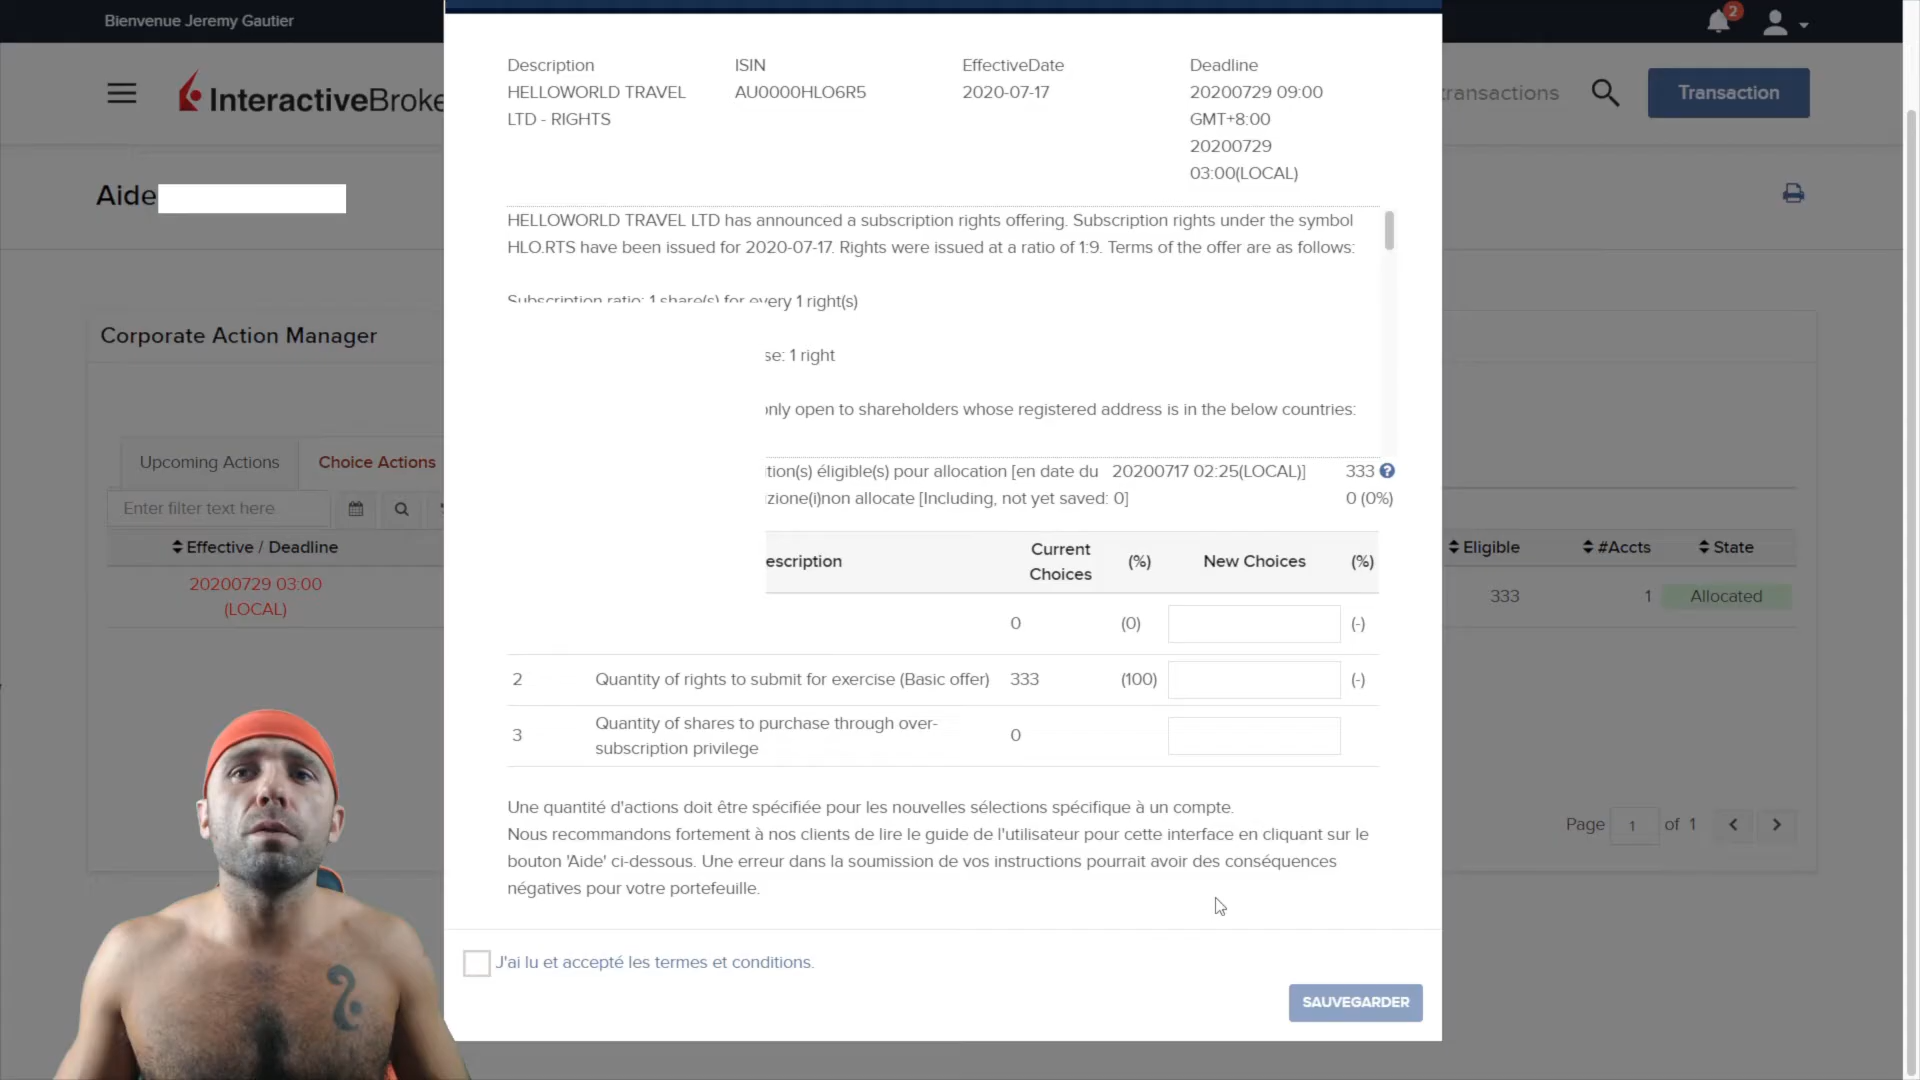 Bienvenue Jeremy Gautier
2
InteractiveBroke
transactions
Transaction
Aide
Corporate Action Manager
Upcoming Actions
Choice Actions
Enter filter text here
Effective / Deadline
20200729 03:00
(LOCAL)
Description
HELLOWORLD TRAVEL
LTD - RIGHTS
ISIN
AU0000HLO6R5
EffectiveDate
2020-07-17
Deadline
20200729 09:00
GMT+8:00
20200729
03:00(LOCAL)
HELLOWORLD TRAVEL LTD has announced a subscription rights offering. Subscription rights under the symbol
HLO.RTS have been issued for 2020-07-17. Rights were issued at a ratio of 1:9. Terms of the offer are as follows:
Subscription ratio: 1 share(s) for every 1 right(s)
se: 1 right
only open to shareholders whose registered address is in the below countries:
tion(s) éligible(s) pour allocation [en date du 20200717 02:25(LOCAL)] 333
zione(i)non allocate [Including, not yet saved: 0] 0 (0%)
escription Current Choices (%) New Choices (%)
0 (0) (-)
2 Quantity of rights to submit for exercise (Basic offer) 333 (100) (-)
3 Quantity of shares to purchase through over-
subscription privilege 0
Une quantité d'actions doit être spécifiée pour les nouvelles sélections spécifique à un compte.
Nous recommandons fortement à nos clients de lire le guide de l'utilisateur pour cette interface en cliquant sur le
bouton 'Aide' ci-dessous. Une erreur dans la soumission de vos instructions pourrait avoir des conséquences
négatives pour votre portefeuille.
J'ai lu et accepté les termes et conditions.
SAUVEGARDER
Eligible #Accts State
333 1 Allocated
Page 1 of 1